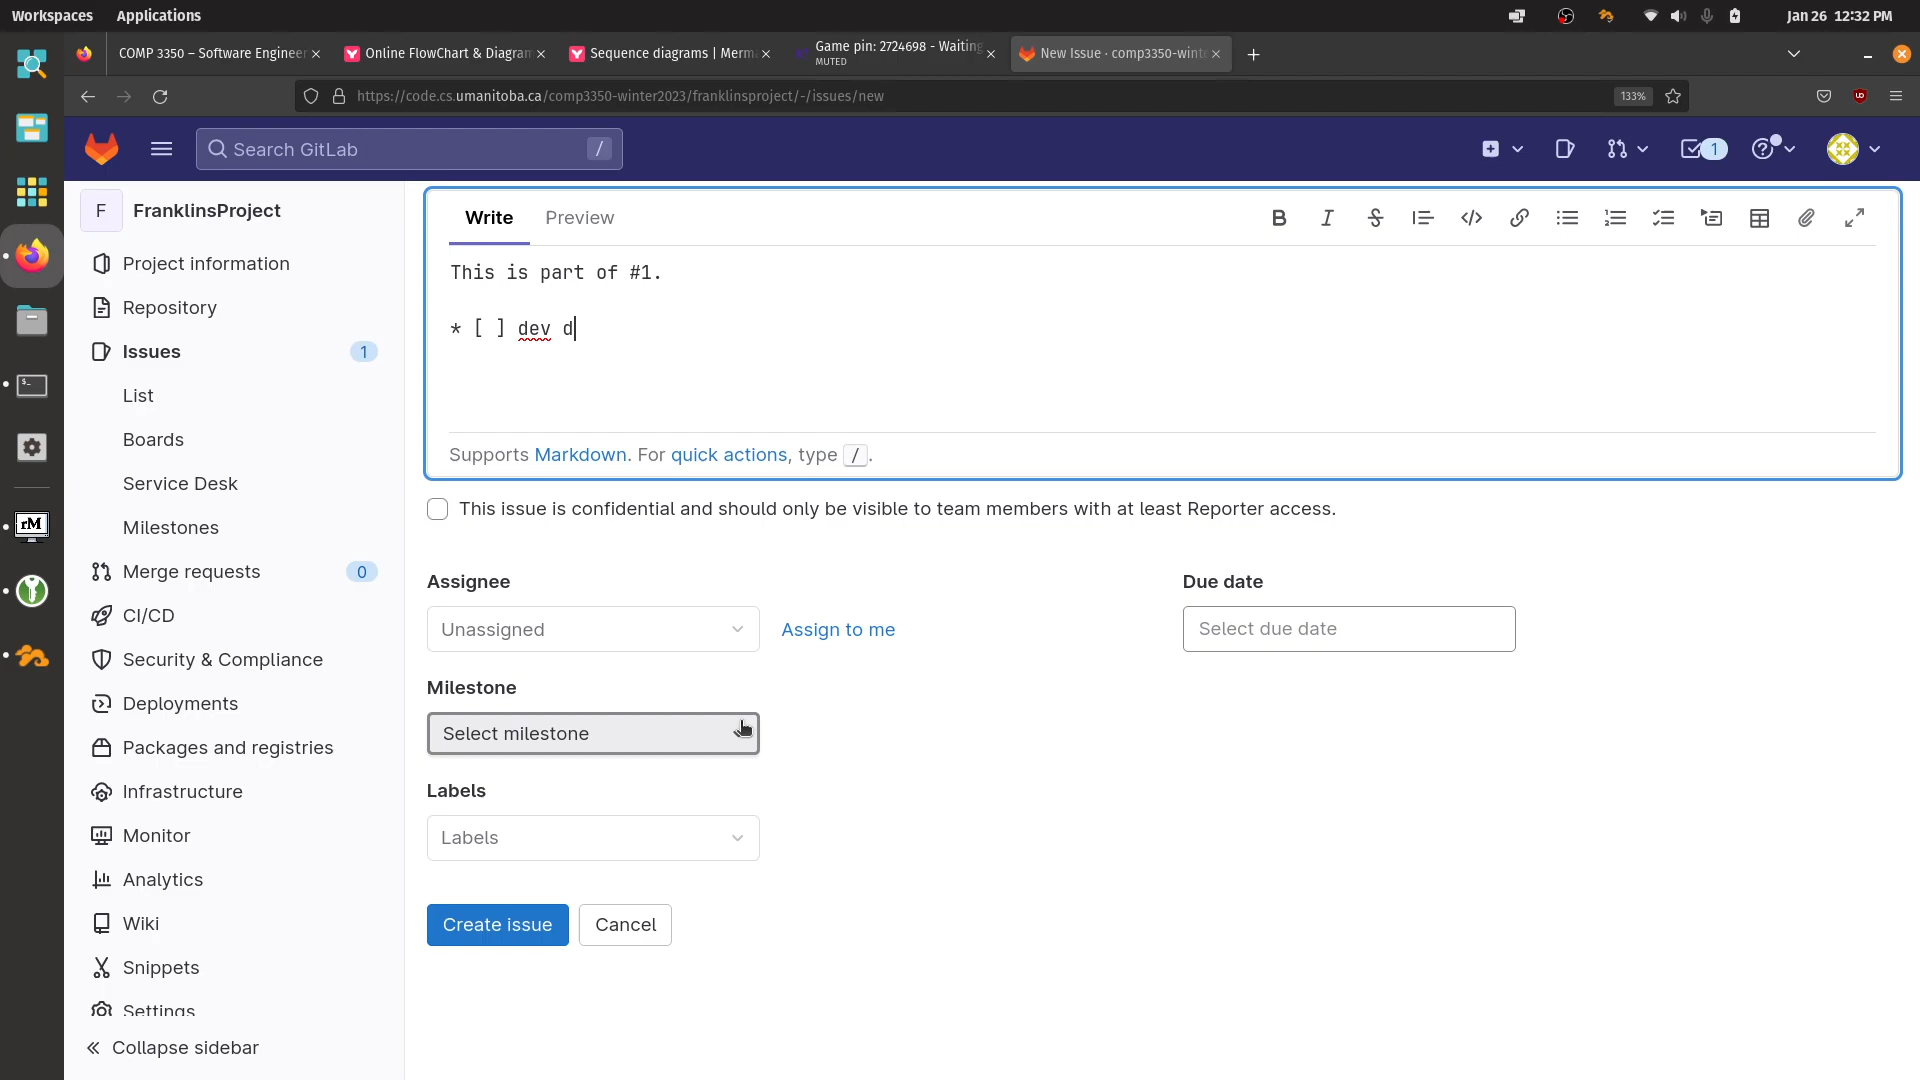 Workspaces Applications Jan 26 12:32 PM
COMP 3350 – Software Engineer Online FlowChart & Diagram Sequence diagrams | Merm Game pin: 2724698 - Waiting New Issue · comp3350-wint
MUTED
https://code.cs.umanitoba.ca/comp3350-winter2023/franklinsproject/-/issues/new 133%
Search GitLab / 1
F FranklinsProject
Project information
Repository
Issues 1
List
Boards
Service Desk
Milestones
Merge requests 0
CI/CD
Security & Compliance
Deployments
Packages and registries
Infrastructure
Monitor
Analytics
Wiki
Snippets
Settings
Collapse sidebar
Write Preview
This is part of #1.
* [ ] dev d
Supports Markdown. For quick actions, type /.
This issue is confidential and should only be visible to team members with at least Reporter access.
Assignee Due date
Unassigned Assign to me Select due date
Milestone
Select milestone
Labels
Labels
Create issue Cancel
rM